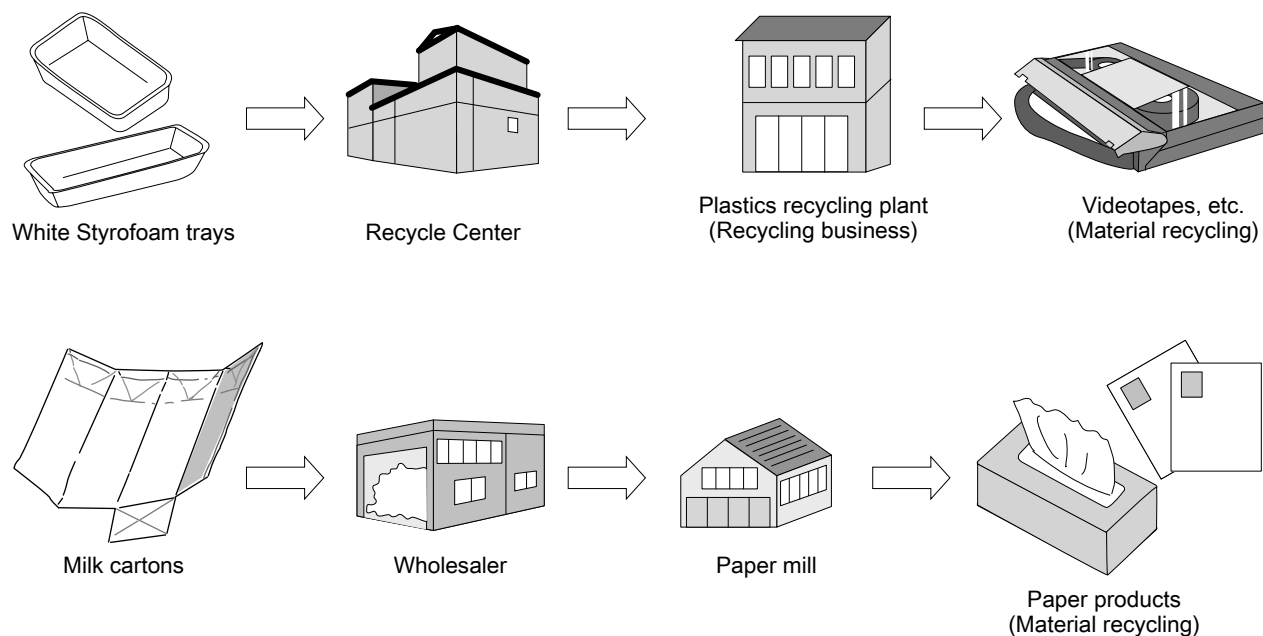 White Styrofoam trays
Recycle Center
Plastics recycling plant
(Recycling business)
Videotapes, etc.
(Material recycling)
Milk cartons
Wholesaler
Paper mill
Paper products
(Material recycling)